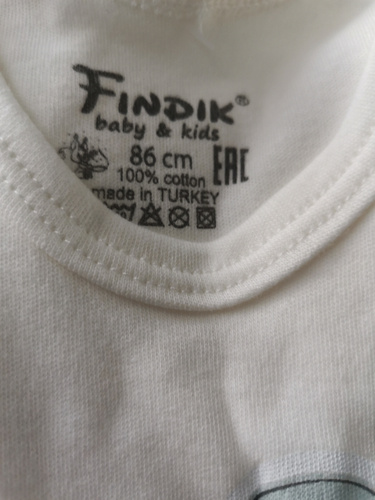 FINDIK®
baby & kids
86 cm
EAC
100% cotton
made in TURKEY